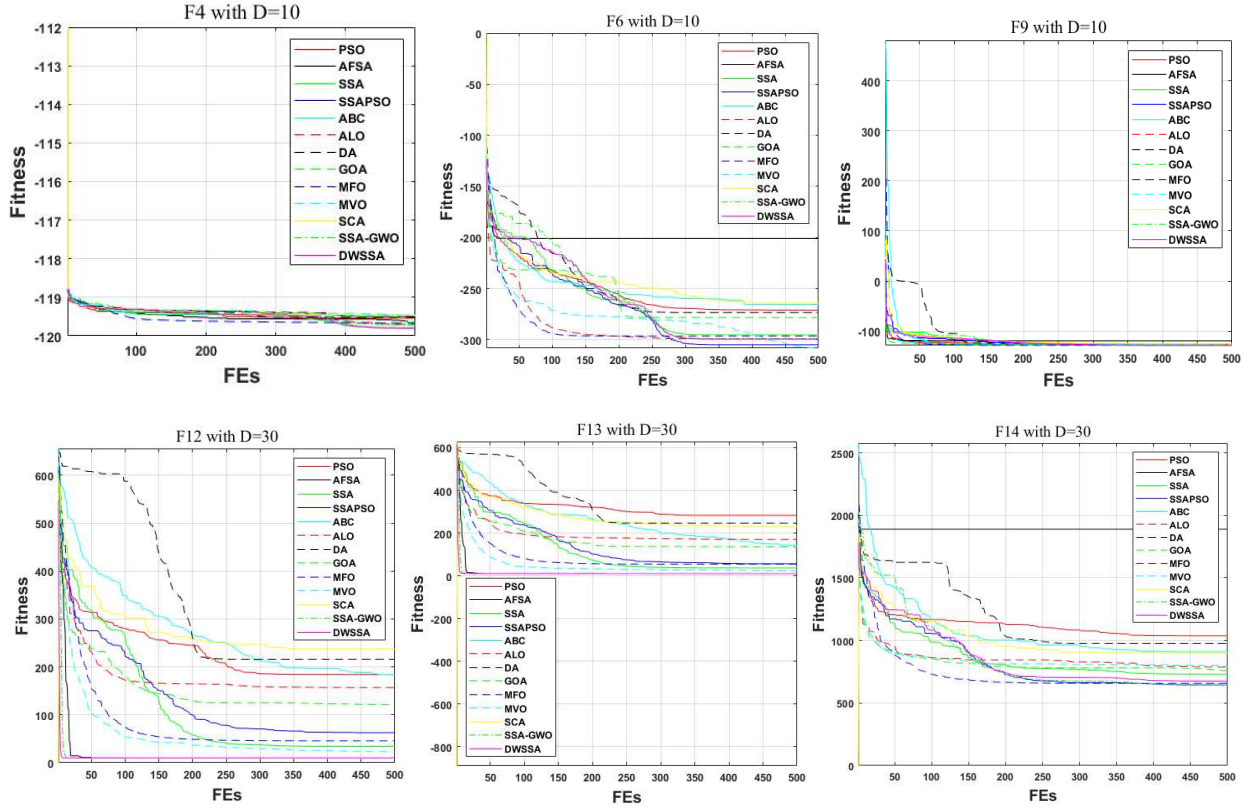 F4 with D=10
-112
-113
-114
-115
-116
-117
-118
-119
-120
Fitness
100
200
300
400
500
FEs
PSO
AFSA
SSA
SSAPSO
ABC
ALO
DA
GOA
MFO
MVO
SCA
SSA-GWO
DWSSA
F6 with D=10
0
-50
-100
-150
-200
-250
-300
Fitness
50
100
150
200
250
300
350
400
450
500
FEs
PSO
AFSA
SSA
SSAPSO
ABC
ALO
DA
GOA
MFO
MVO
SCA
SSA-GWO
DWSSA
F9 with D=10
400
300
200
100
0
-100
Fitness
50
100
150
200
250
300
350
400
450
500
FEs
PSO
AFSA
SSA
SSAPSO
ABC
ALO
DA
GOA
MFO
MVO
SCA
SSA-GWO
DWSSA
F12 with D=30
600
500
400
300
200
100
0
Fitness
50
100
150
200
250
300
350
400
450
500
FEs
PSO
AFSA
SSA
SSAPSO
ABC
ALO
DA
GOA
MFO
MVO
SCA
SSA-GWO
DWSSA
F13 with D=30
600
400
200
0
-200
-400
-600
-800
Fitness
50
100
150
200
250
300
350
400
450
500
FEs
PSO
AFSA
SSA
SSAPSO
ABC
ALO
DA
GOA
MFO
MVO
SCA
SSA-GWO
DWSSA
F14 with D=30
2500
2000
1500
1000
500
0
Fitness
50
100
150
200
250
300
350
400
450
500
FEs
PSO
AFSA
SSA
SSAPSO
ABC
ALO
DA
GOA
MFO
MVO
SCA
SSA-GWO
DWSSA